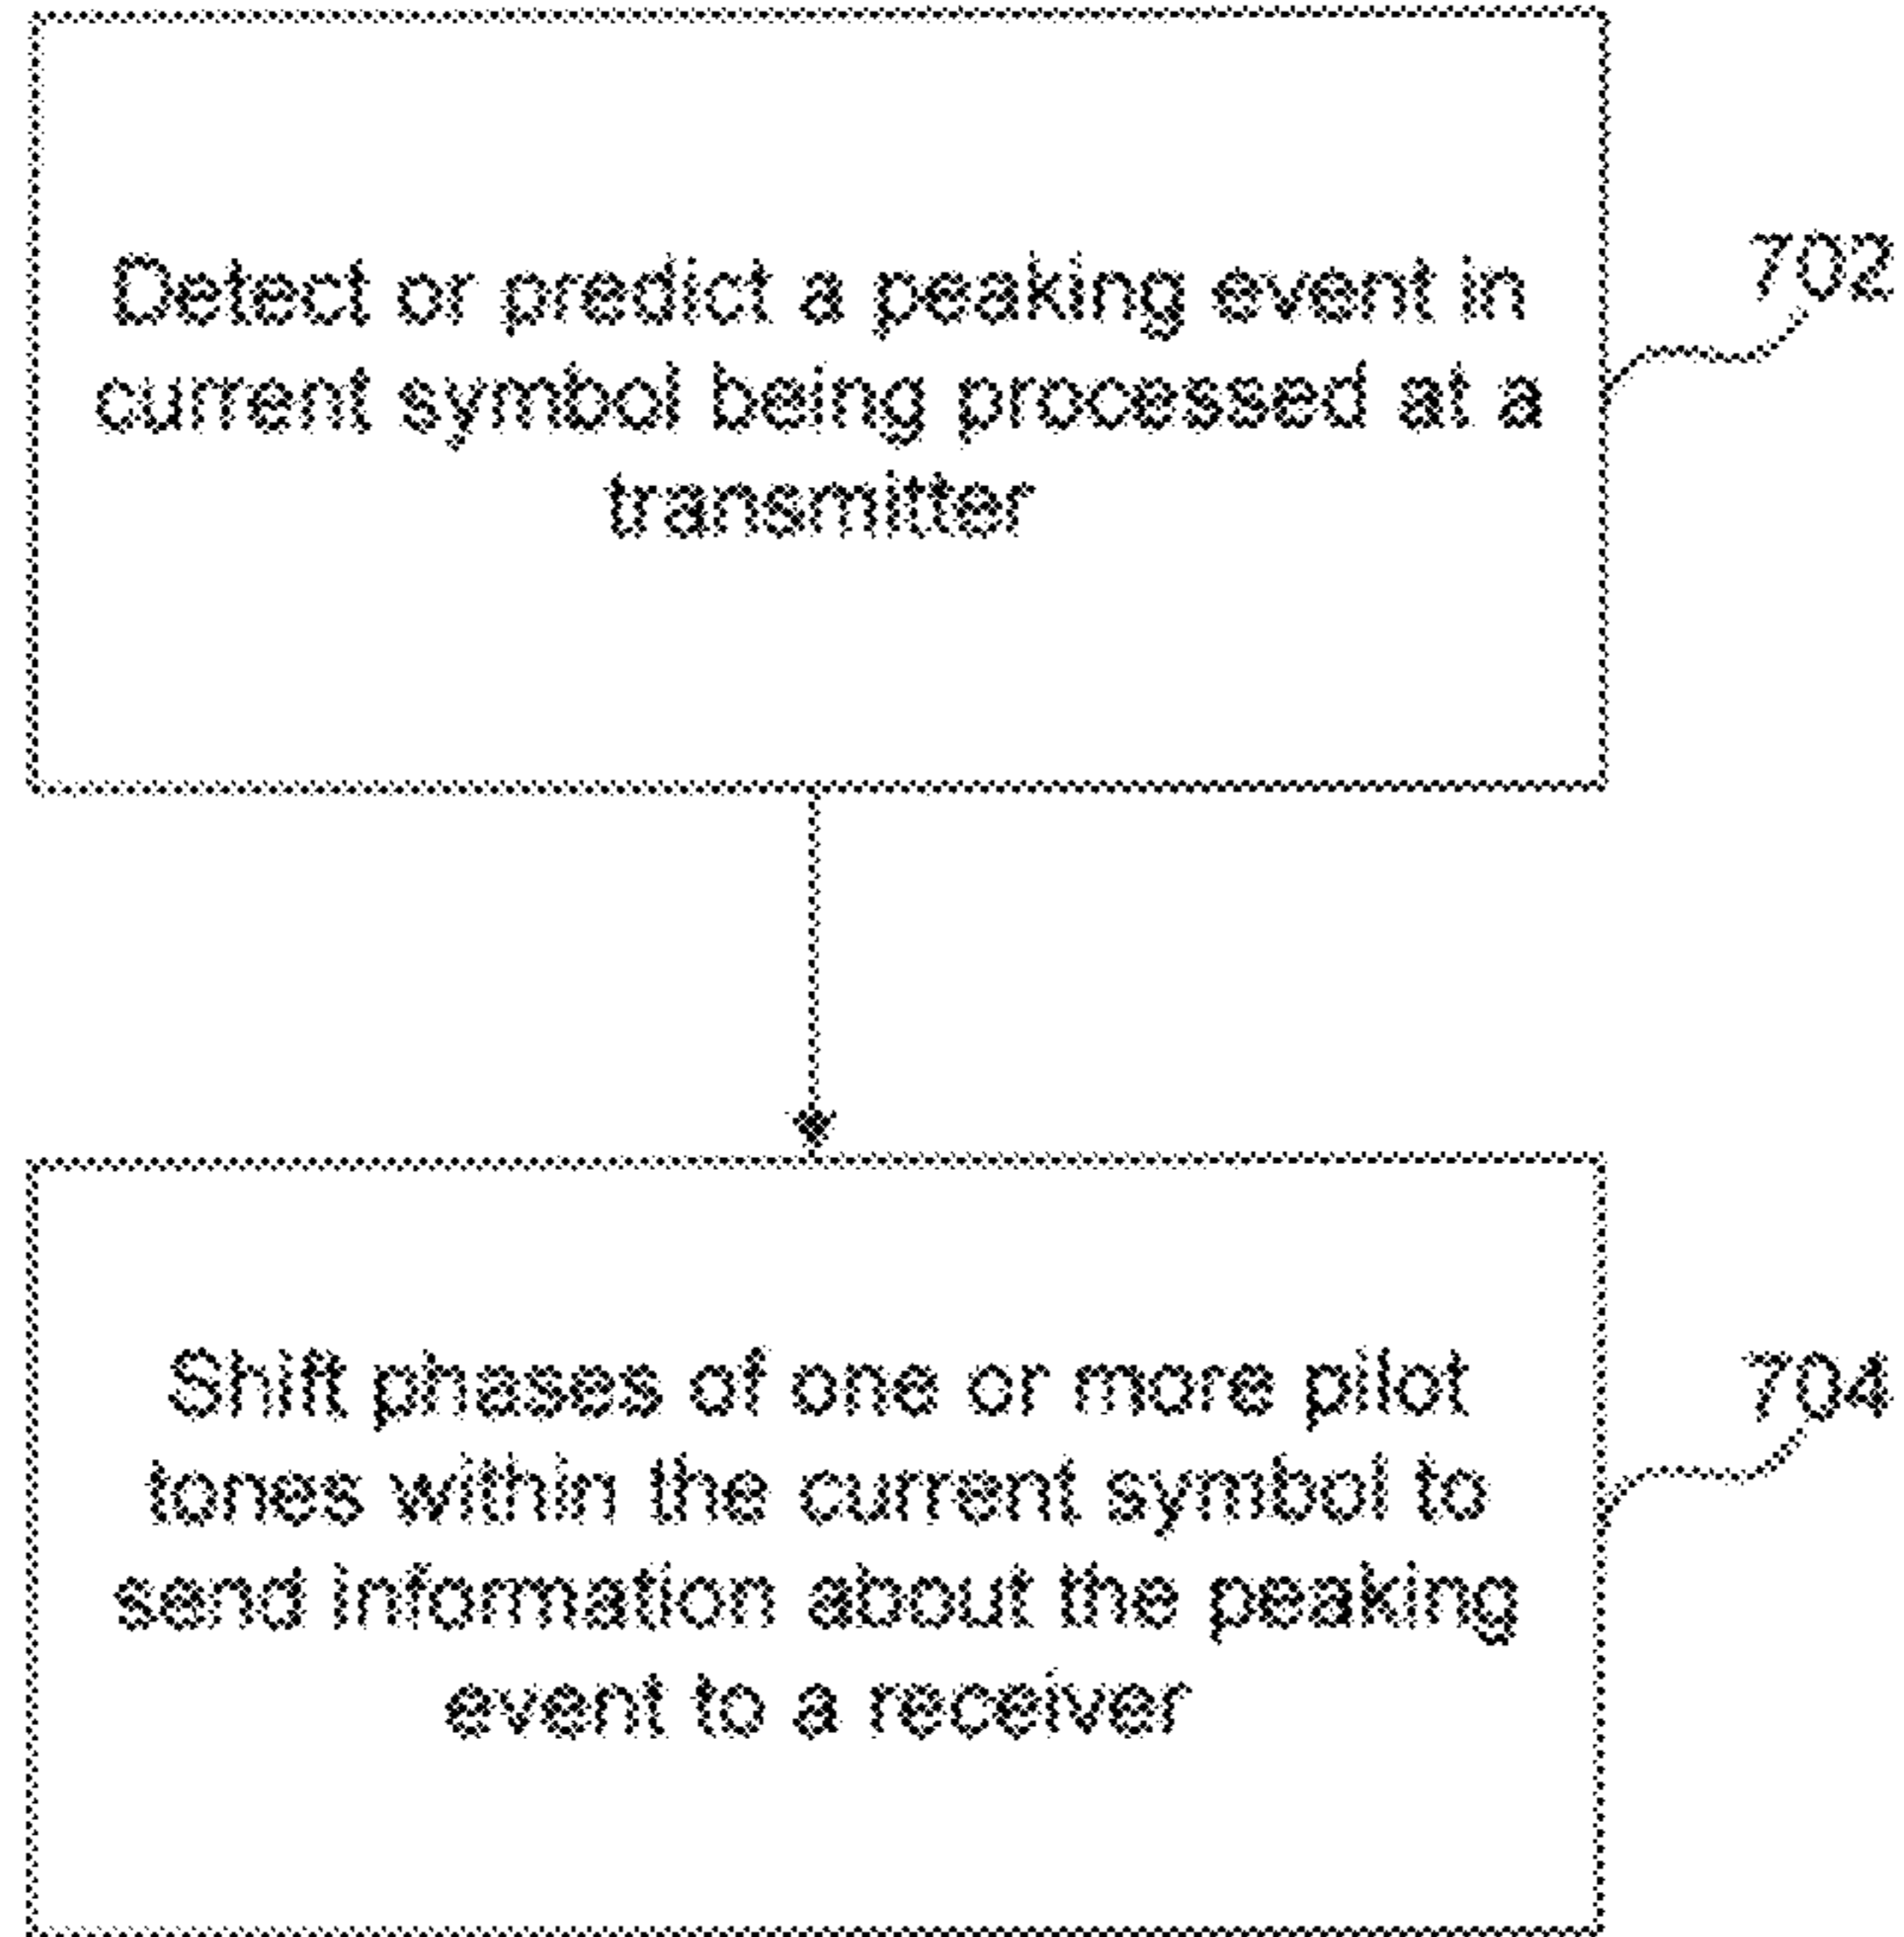 Detect or predict a peaking event in
current symbol being processed at a
transmitter
702
Shift phases of one or more pilot
tones within the current symbol to
send information about the peaking
event to a receiver
704